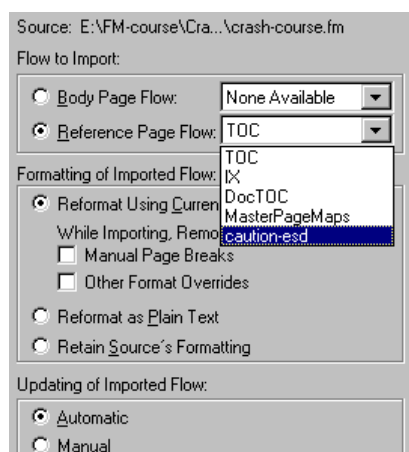 Source: E:\FM-course\Cra...\crash-course.fm
Flow to Import:
Body Page Flow: None Available
Reference Page Flow: TOC
TOC
IX
DocTOC
MasterPageMaps
caution-esd
Formatting of Imported Flow:
Reformat Using Curren
While Importing, Remo
Manual Page Breaks
Other Format Overrides
Reformat as Plain Text
Retain Source's Formatting
Updating of Imported Flow:
Automatic
Manual